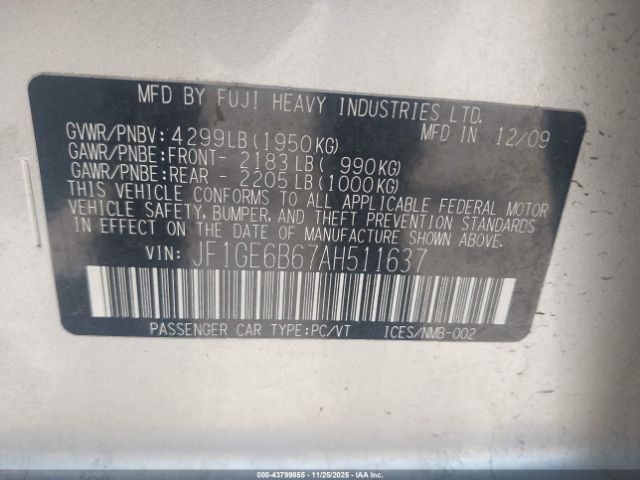 MFD BY FUJI HEAVY INDUSTRIES LTD.
GVWR/PNBV: 4299LB(1950KG) MFD IN 12/09
GAWR/PNBE:FRONT- 2183LB( 990KG)
GAWR/PNBE:REAR - 2205LB(1000KG)
THIS VEHICLE CONFORMS TO ALL APPLICABLE FEDERAL MOTOR
VEHICLE SAFETY, BUMPER, AND THEFT PREVENTION STANDARDS
IN EFFECT ON THE DATE OF MANUFACTURE SHOWN ABOVE.
VIN: JF1GE6B67AH511637
PASSENGER CAR TYPE:PC/VT ICES/NMB-002
000-43799855 - 11/25/2025 - IAA Inc.